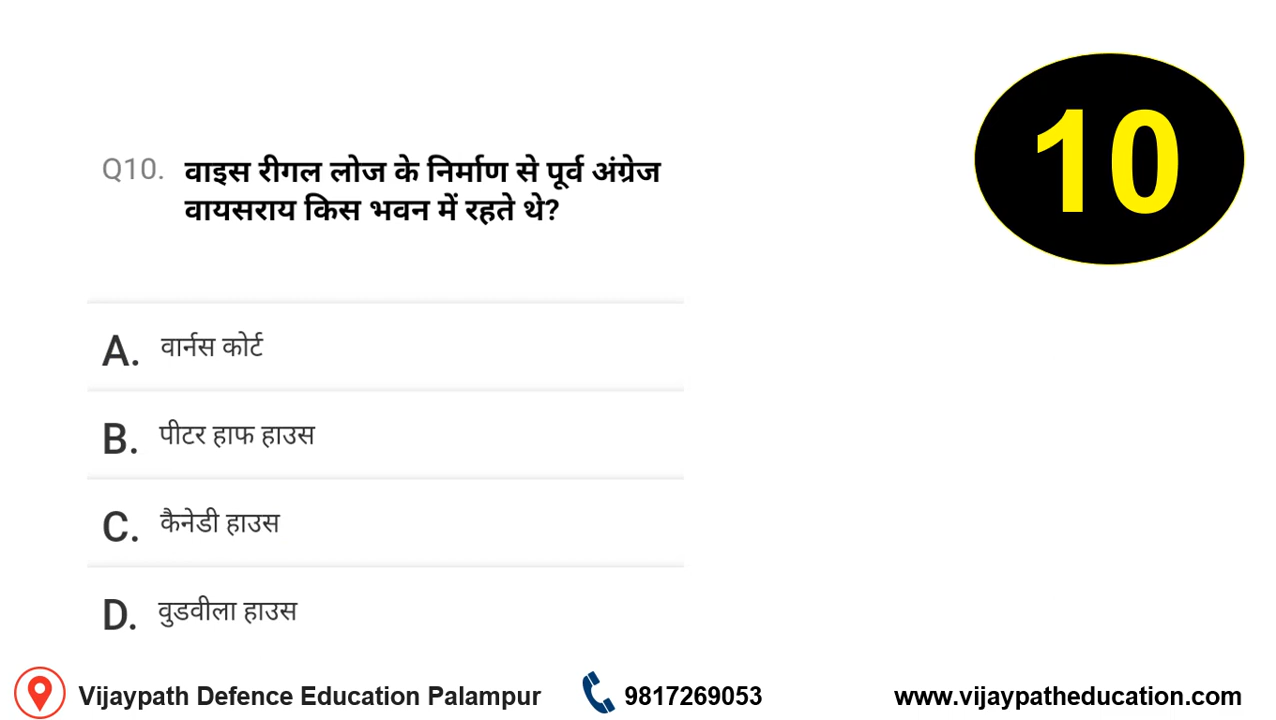 10
Q10. वाइस रीगल लोज के निर्माण से पूर्व अंग्रेज
वायसराय किस भवन में रहते थे?
A. वार्नस कोर्ट
B. पीटर हाफ हाउस
C. कैनेडी हाउस
D. वुडवीला हाउस
Vijaypath Defence Education Palampur 9817269053 www.vijaypatheducation.com